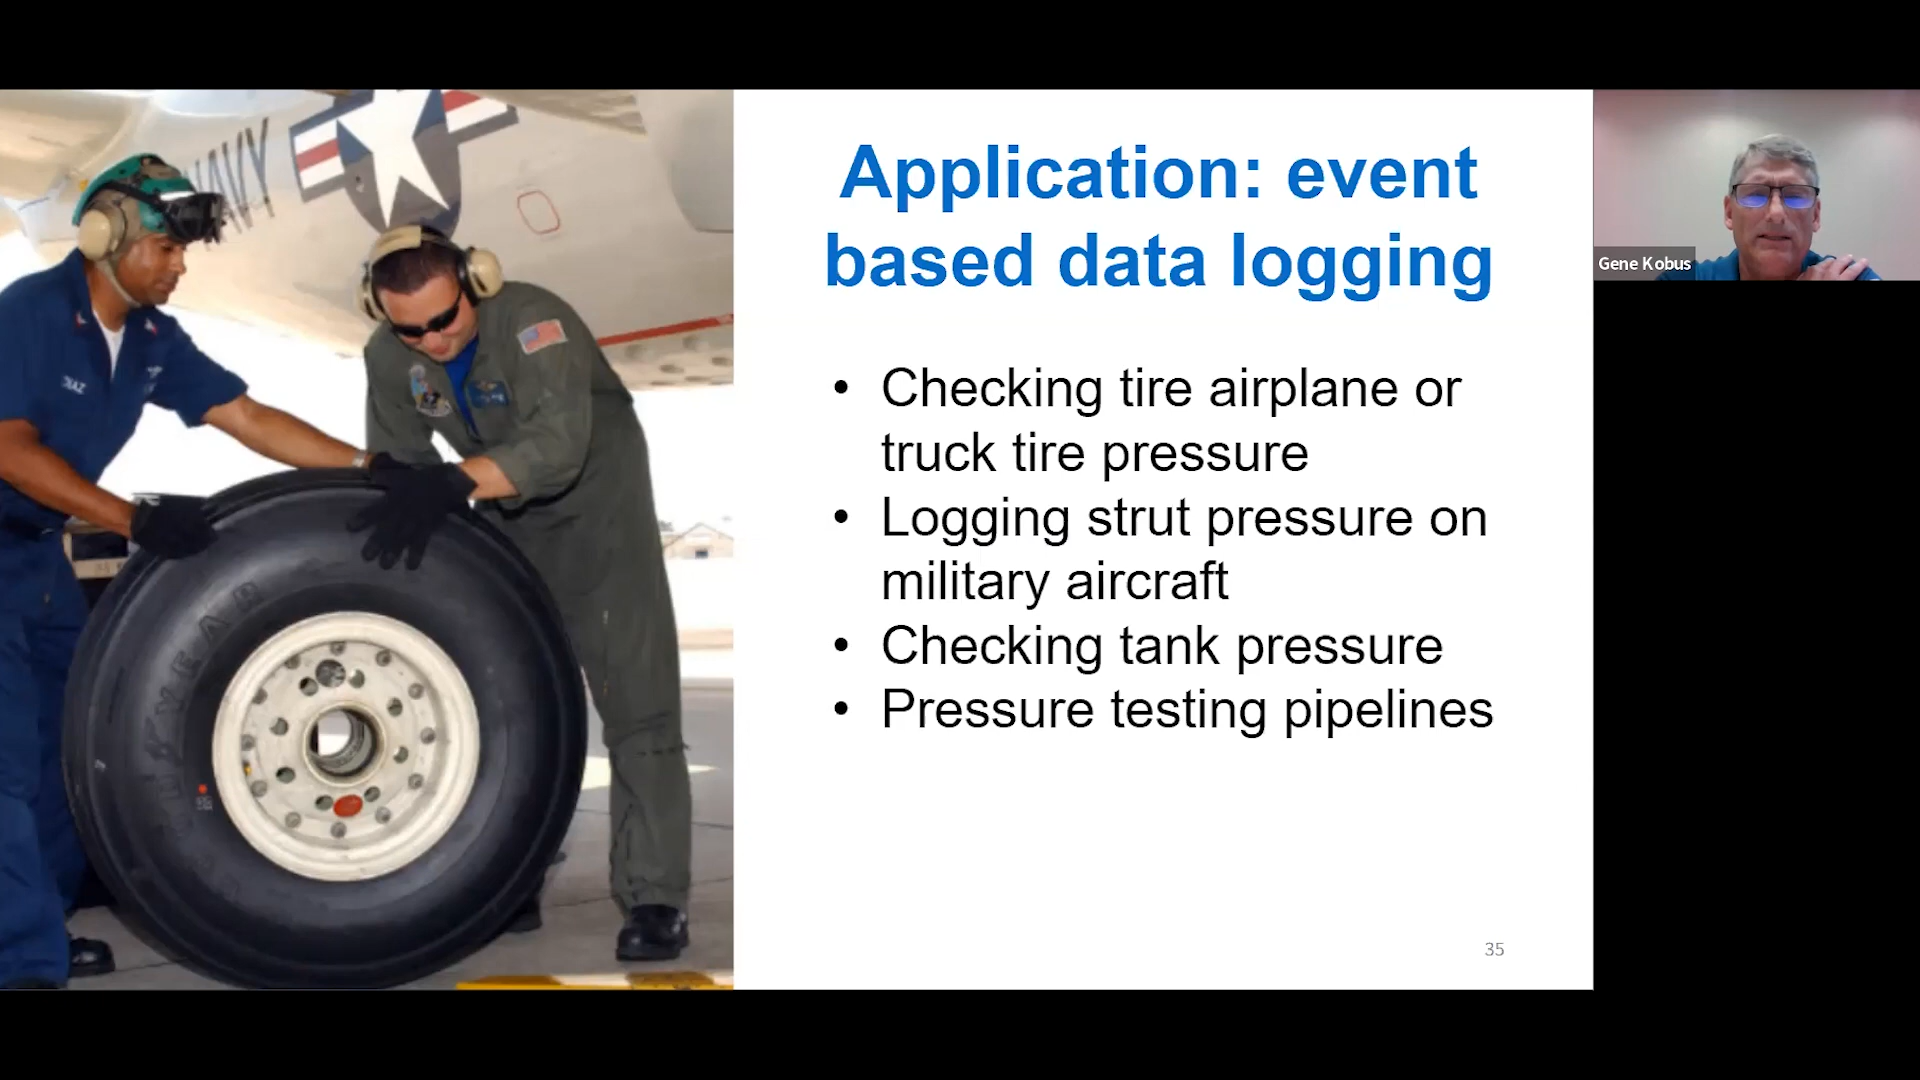 NAVY
Application: event
based data logging
Gene Kobus
• Checking tire airplane or
truck tire pressure
• Logging strut pressure on
military aircraft
• Checking tank pressure
• Pressure testing pipelines
35